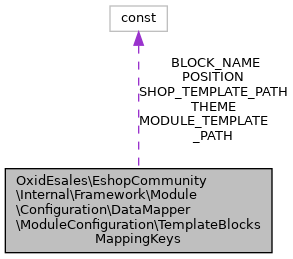 const
BLOCK_NAME
POSITION
SHOP_TEMPLATE_PATH
THEME
MODULE_TEMPLATE
_PATH
OxidEsales\EshopCommunity
\Internal\Framework\Module
\Configuration\DataMapper
\ModuleConfiguration\TemplateBlocks
MappingKeys